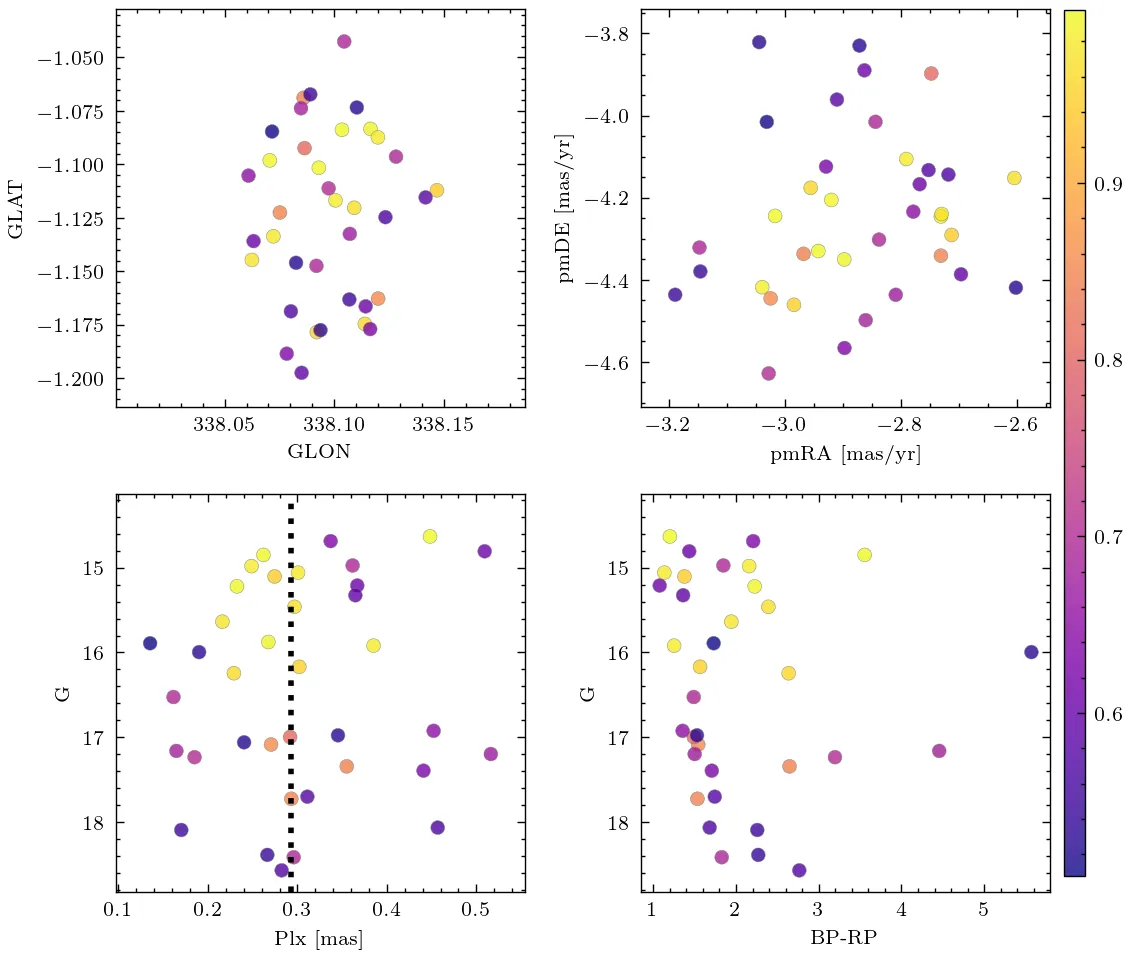 −1.050
−1.075
−1.100
−1.125
−1.150
−1.175
−1.200
GLAT
338.05 338.10 338.15
GLON
−3.8
−4.0
−4.2
−4.4
−4.6
pmDE [mas/yr]
−3.2 −3.0 −2.8 −2.6
pmRA [mas/yr]
0.9
0.8
0.7
0.6
15
16
17
18
G
0.1 0.2 0.3 0.4 0.5
Plx [mas]
15
16
17
18
G
1 2 3 4 5
BP-RP